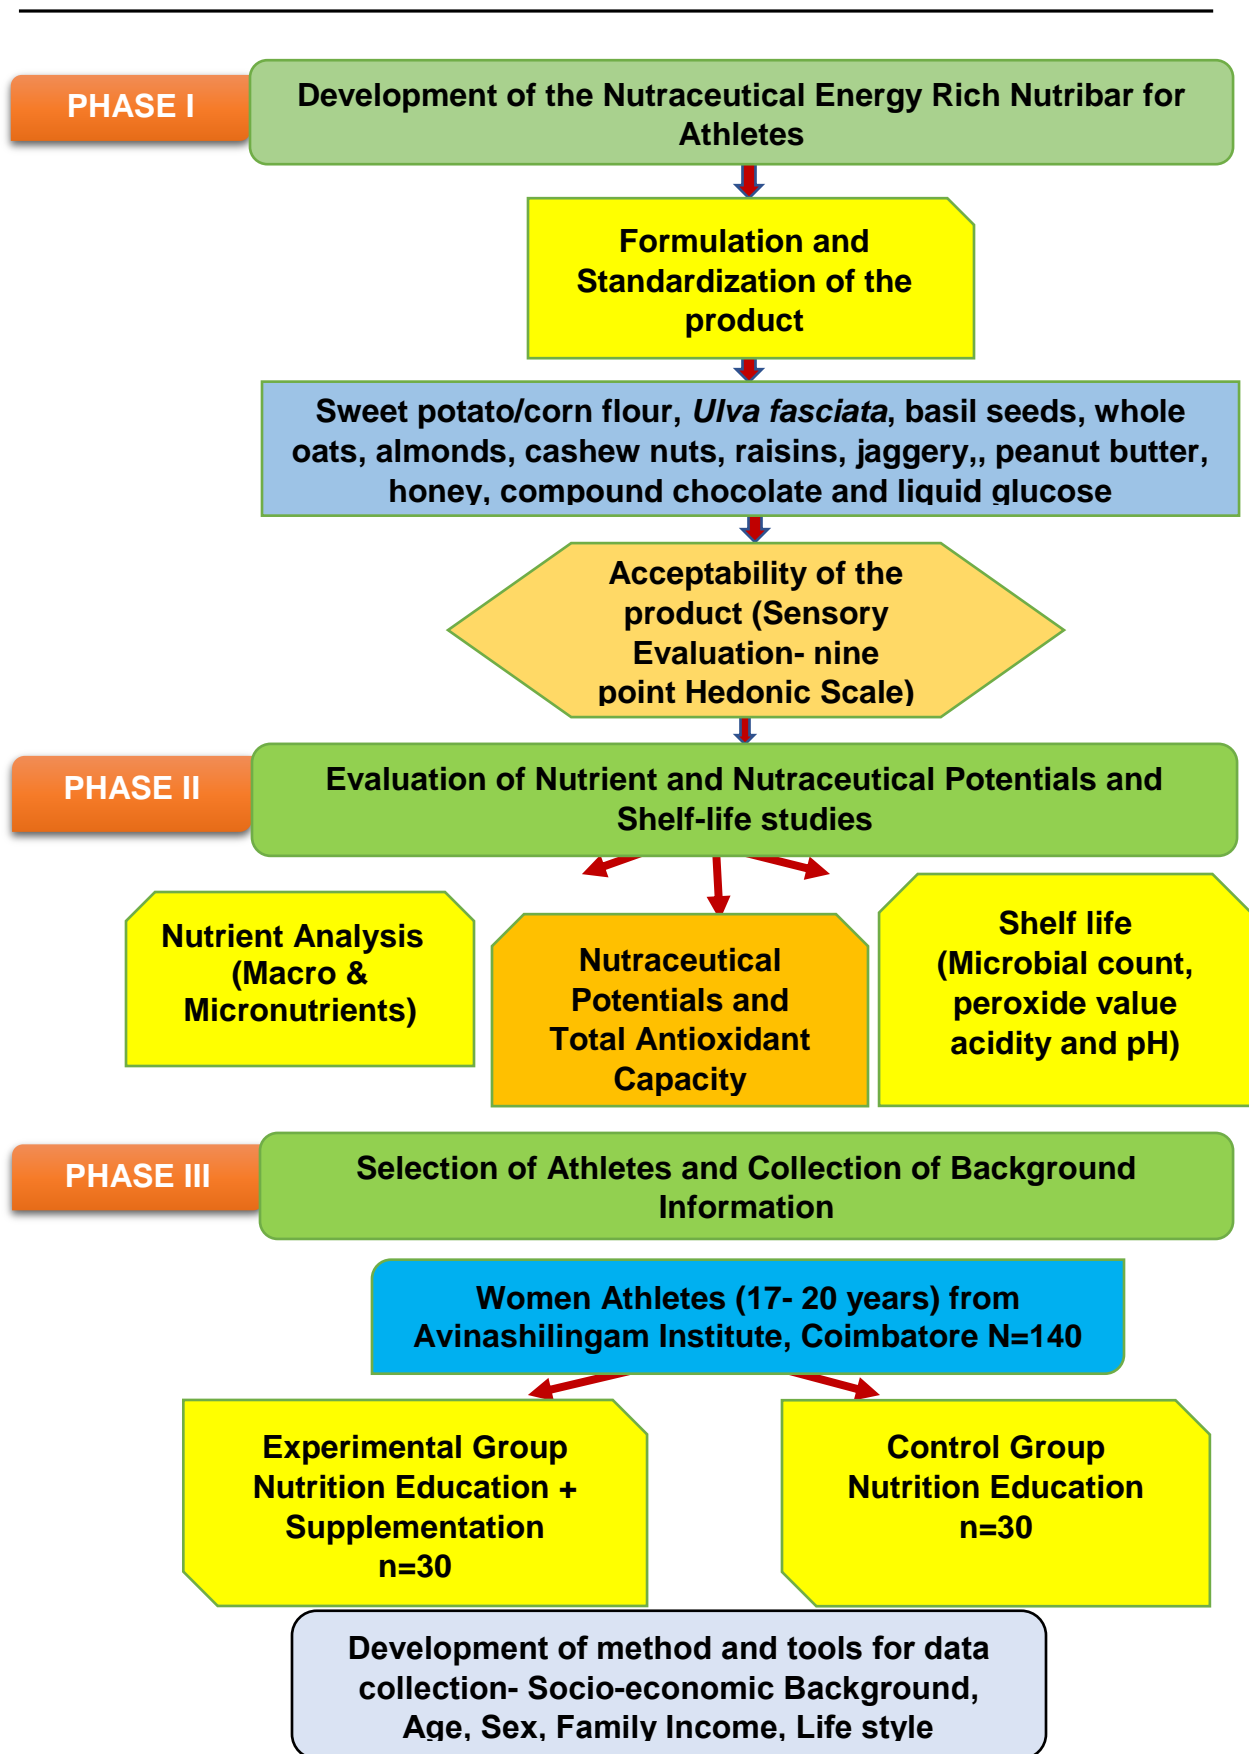 PHASE I
Development of the Nutraceutical Energy Rich Nutribar for
Athletes
Formulation and
Standardization of the
product
Sweet potato/corn flour, Ulva fasciata, basil seeds, whole
oats, almonds, cashew nuts, raisins, jaggery,, peanut butter,
honey, compound chocolate and liquid glucose
Acceptability of the
product (Sensory
Evaluation- nine
point Hedonic Scale)
PHASE II
Evaluation of Nutrient and Nutraceutical Potentials and
Shelf-life studies
Nutrient Analysis
(Macro &
Micronutrients)
Nutraceutical
Potentials and
Total Antioxidant
Capacity
Shelf life
(Microbial count,
peroxide value
acidity and pH)
PHASE III
Selection of Athletes and Collection of Background
Information
Women Athletes (17- 20 years) from
Avinashilingam Institute, Coimbatore N=140
Experimental Group
Nutrition Education +
Supplementation
n=30
Control Group
Nutrition Education
n=30
Development of method and tools for data
collection- Socio-economic Background,
Age, Sex, Family Income, Life style